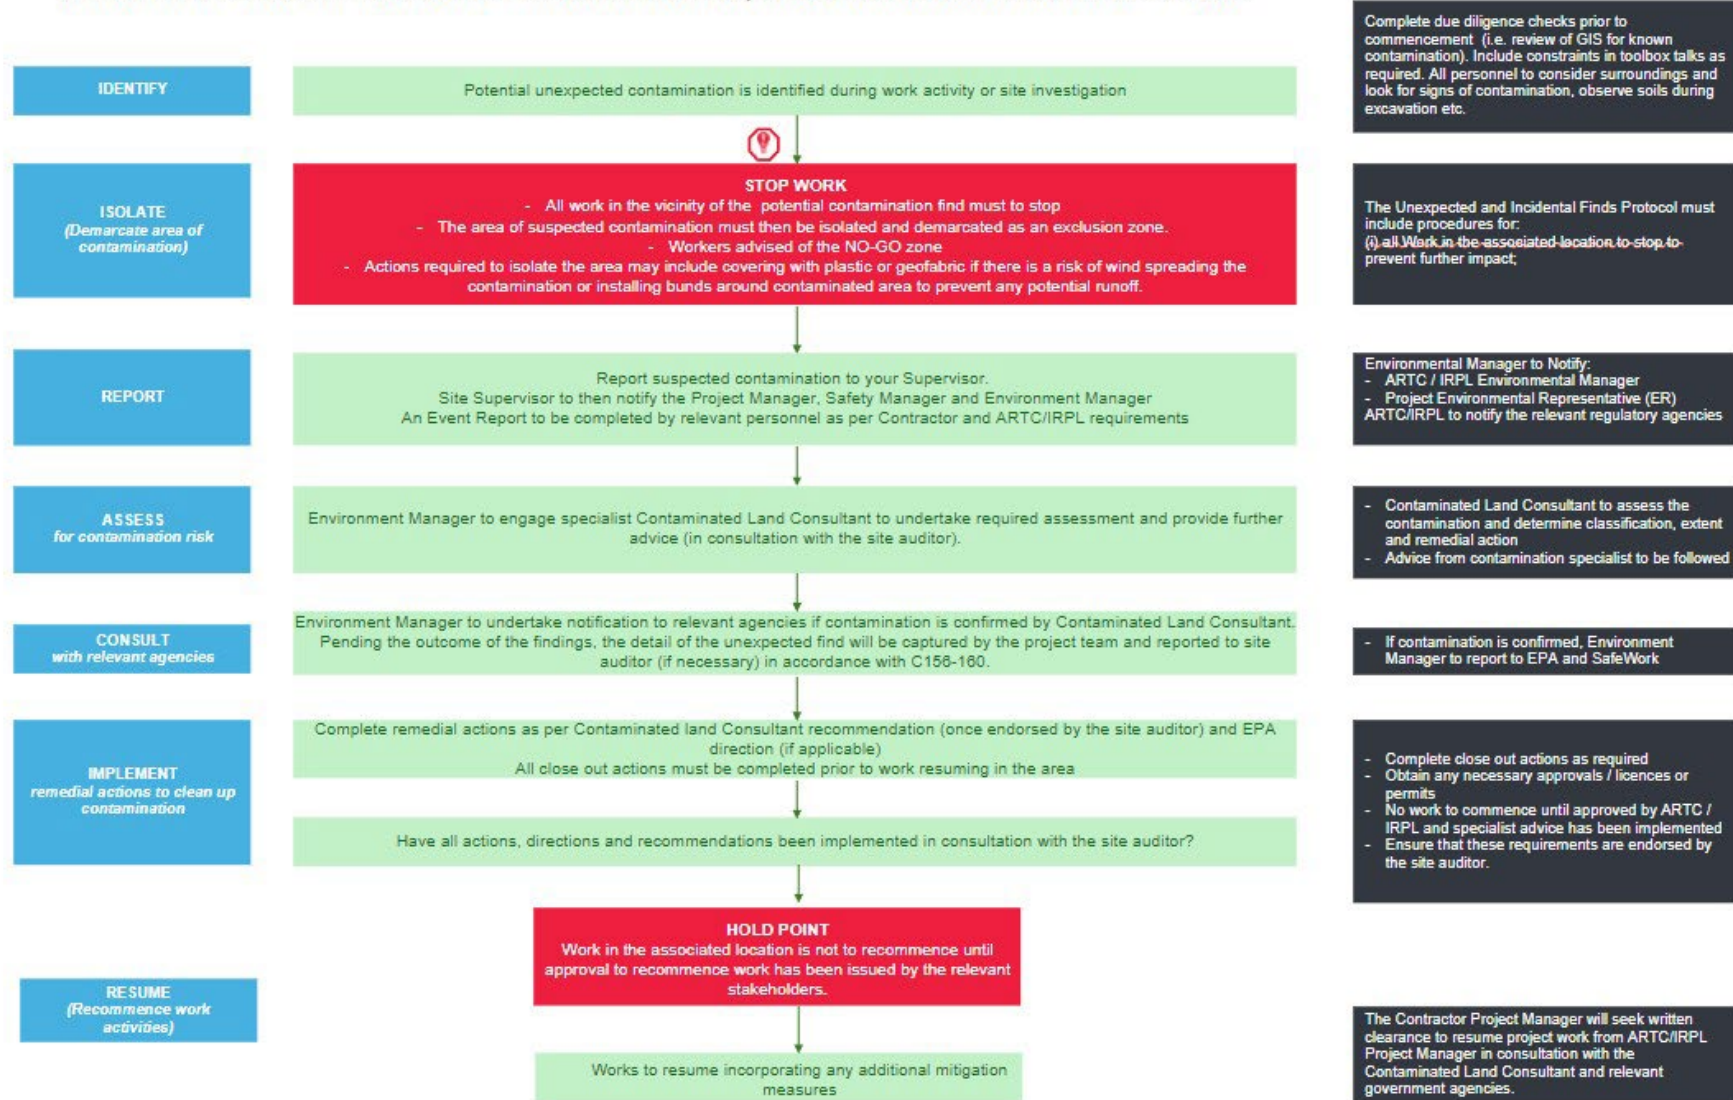 Complete due diligence checks prior to
commencement (i.e. review of GIS for known
contamination). Include constraints in toolbox talks as
required. All personnel to consider surroundings and
look for signs of contamination, observe soils during
excavation etc.
IDENTIFY
Potential unexpected contamination is identified during work activity or site investigation
ISOLATE
(Demarcate area of
contamination)
STOP WORK
- All work in the vicinity of the potential contamination find must to stop
- The area of suspected contamination must then be isolated and demarcated as an exclusion zone.
- Workers advised of the NO-GO zone
- Actions required to isolate the area may include covering with plastic or geofabric if there is a risk of wind spreading the
contamination or installing bunds around contaminated area to prevent any potential runoff.
The Unexpected and Incidental Finds Protocol must
include procedures for:
(i) all Work in the associated location to stop to
prevent further impact;
REPORT
Report suspected contamination to your Supervisor.
Site Supervisor to then notify the Project Manager, Safety Manager and Environment Manager
An Event Report to be completed by relevant personnel as per Contractor and ARTC/IRPL requirements
Environmental Manager to Notify:
- ARTC / IRPL Environmental Manager
- Project Environmental Representative (ER)
ARTC/IRPL to notify the relevant regulatory agencies
ASSESS
for contamination risk
Environment Manager to engage specialist Contaminated Land Consultant to undertake required assessment and provide further
advice (in consultation with the site auditor).
- Contaminated Land Consultant to assess the
contamination and determine classification, extent
and remedial action
- Advice from contamination specialist to be followed
CONSULT
with relevant agencies
Environment Manager to undertake notification to relevant agencies if contamination is confirmed by Contaminated Land Consultant.
Pending the outcome of the findings, the detail of the unexpected find will be captured by the project team and reported to site
auditor (if necessary) in accordance with C156-160.
- If contamination is confirmed, Environment
Manager to report to EPA and SafeWork
IMPLEMENT
remedial actions to clean up
contamination
Complete remedial actions as per Contaminated land Consultant recommendation (once endorsed by the site auditor) and EPA
direction (if applicable)
All close out actions must be completed prior to work resuming in the area
Have all actions, directions and recommendations been implemented in consultation with the site auditor?
- Complete close out actions as required
- Obtain any necessary approvals / licences or
permits
- No work to commence until approved by ARTC /
IRPL and specialist advice has been implemented
- Ensure that these requirements are endorsed by
the site auditor.
HOLD POINT
Work in the associated location is not to recommence until
approval to recommence work has been issued by the relevant
stakeholders.
RESUME
(Recommence work
activities)
Works to resume incorporating any additional mitigation
measures
The Contractor Project Manager will seek written
clearance to resume project work from ARTC/IRPL
Project Manager in consultation with the
Contaminated Land Consultant and relevant
government agencies.